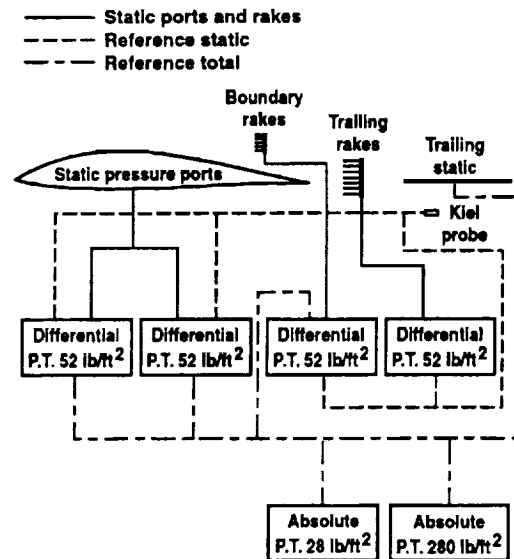 Static ports and rakes
Reference static
Reference total
Boundary
rakes
Trailing
rakes
Trailing
static
Static pressure ports
Kiel
probe
Differential
P.T. 52 lb/ft²
Differential
P.T. 52 lb/ft²
Differential
P.T. 52 lb/ft²
Differential
P.T. 52 lb/ft²
Absolute
P.T. 28 lb/ft²
Absolute
P.T. 280 lb/ft²